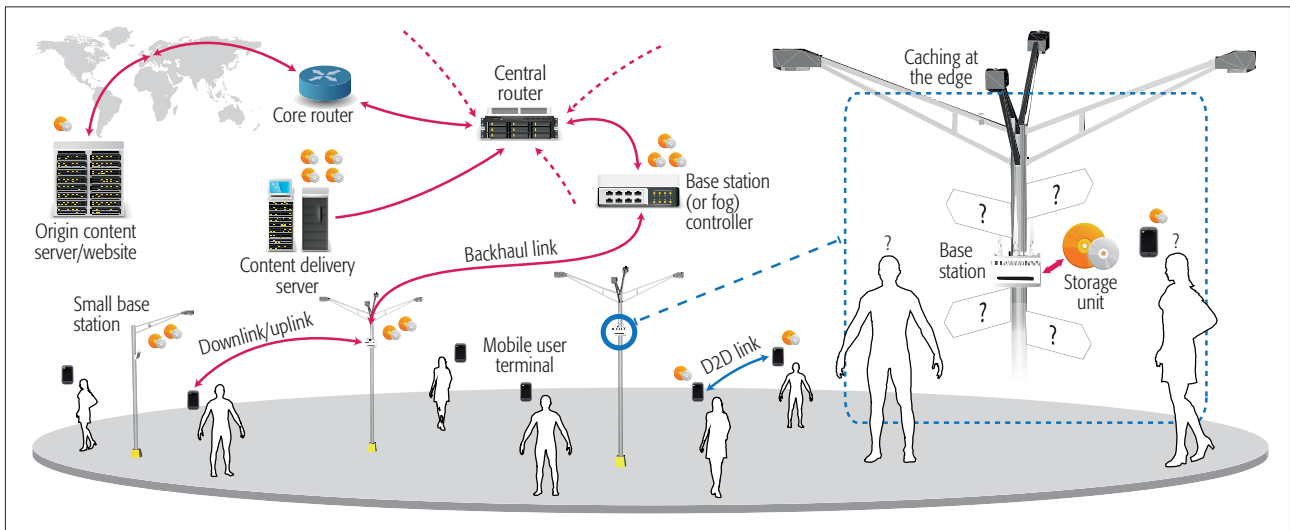 Origin content
server/website
Core router
Content delivery
server
Central
router
Base station
(or fog)
controller
Backhaul link
Small base
station
Downlink/uplink
Mobile user
terminal
D2D link
Caching at
the edge
?
?
?
?
Base
station
Storage
unit
?
?